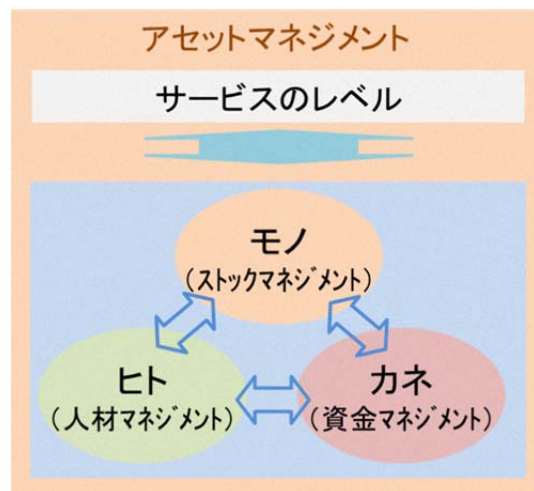 アセットマネジメント
サービスのレベル
モノ
(ストックマネジメント)
ヒト
(人材マネジメント)
カネ
(資金マネジメント)